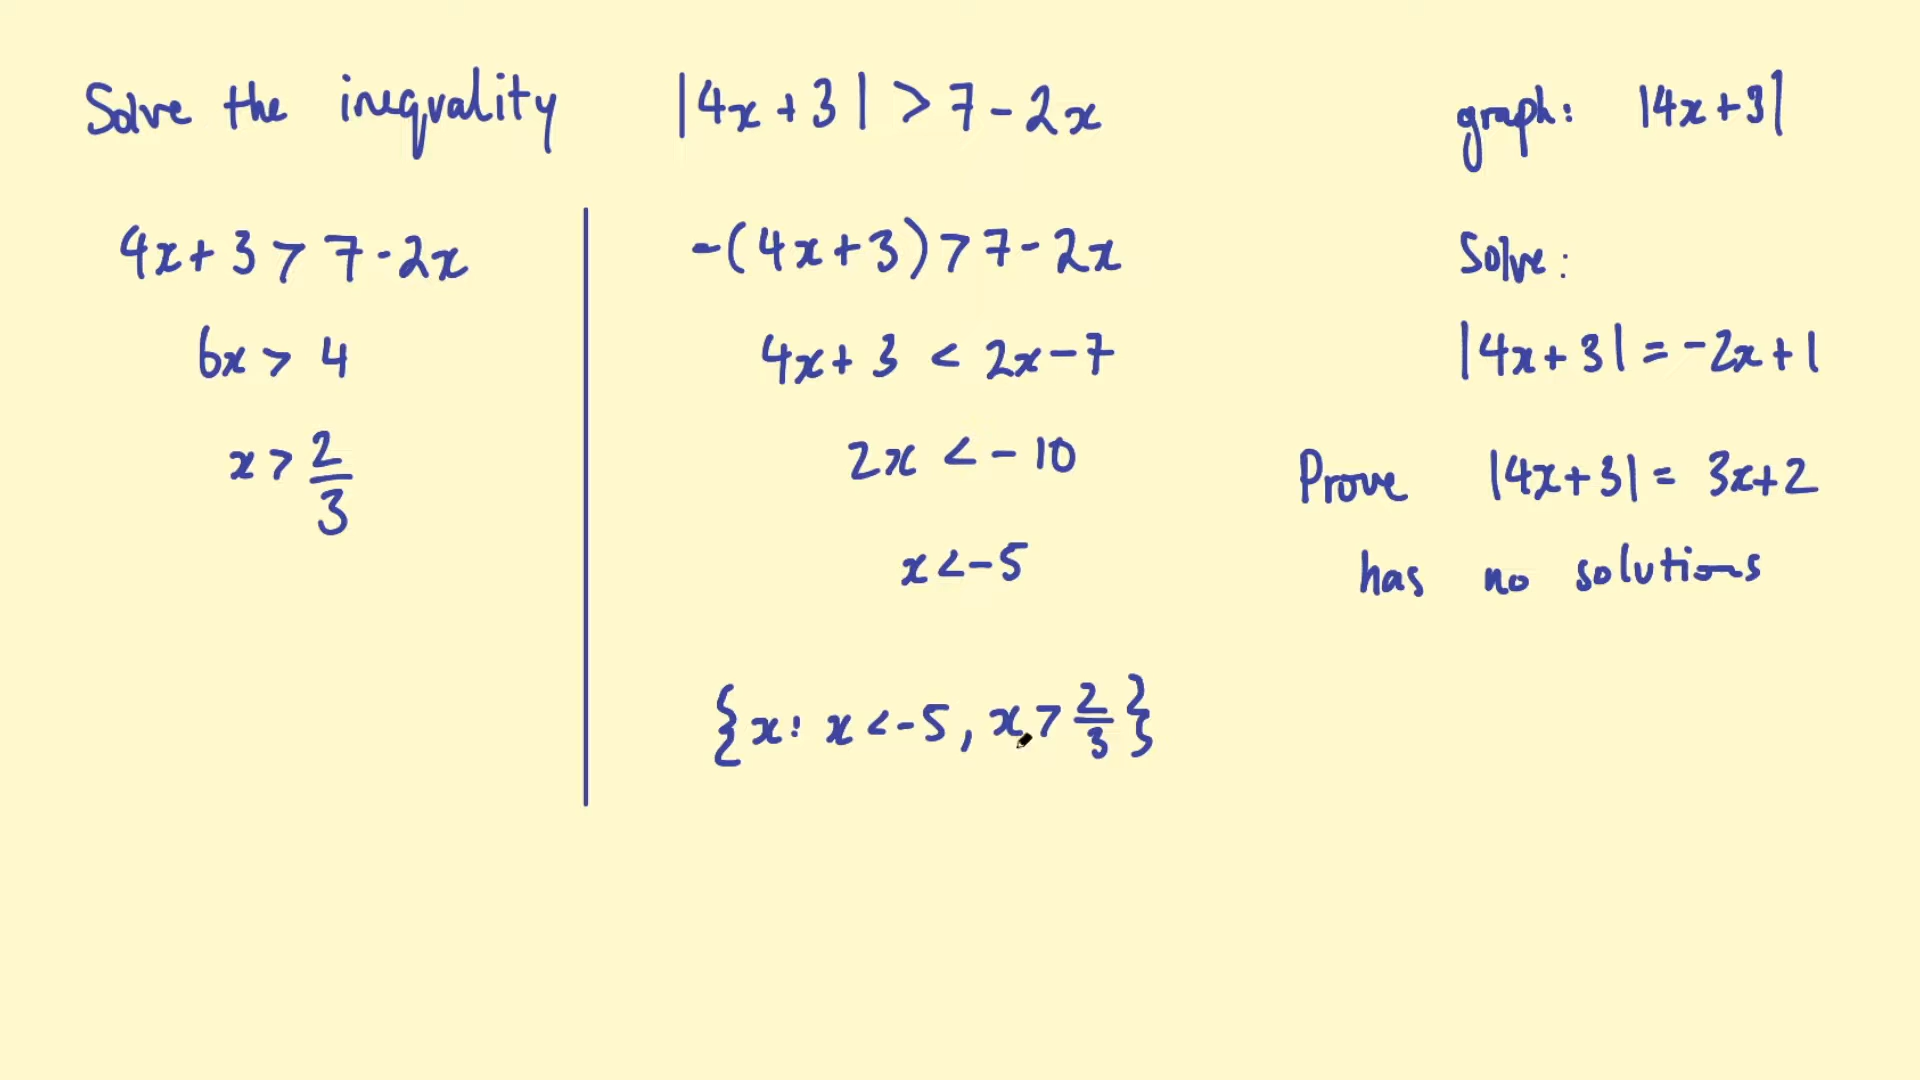 Solve the inequality |4x + 3| > 7 - 2x
4x + 3 > 7 - 2x
6x > 4
x > 2/3
-(4x + 3) > 7 - 2x
4x + 3 < 2x - 7
2x < -10
x < -5
{x: x < -5, x > 2/3}
graph: |4x + 3|
Solve:
|4x + 3| = -2x + 1
Prove |4x + 3| = 3x + 2
has no solutions